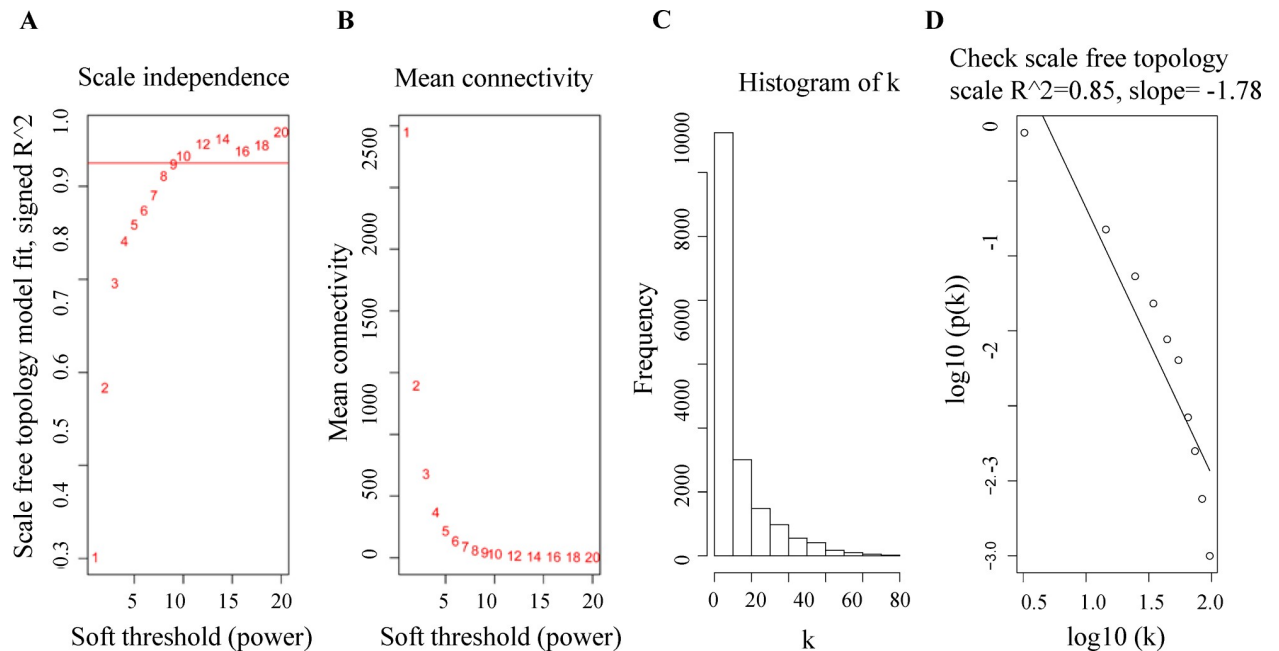 A
Scale independence
Scale free topology model fit, signed R^2
1.0
0.9
0.8
0.7
0.6
0.5
0.4
0.3
1
2
3
4
5
6
7
8
9
10
12
14
16
18
20
5 10 15 20
Soft threshold (power)
B
Mean connectivity
Mean connectivity
2500
2000
1500
1000
500
0
1
2
3
4
5
6
7
8
9
10
12
14
16
18
20
5 10 15 20
Soft threshold (power)
C
Histogram of k
Frequency
10000
8000
6000
4000
2000
0
0 10 20 40 60 80
k
D
Check scale free topology
scale R^2=0.85, slope= -1.78
log10 (p(k))
0
-1
-2
-2.-3
-3.0
0.5 1.0 1.5 2.0
log10 (k)